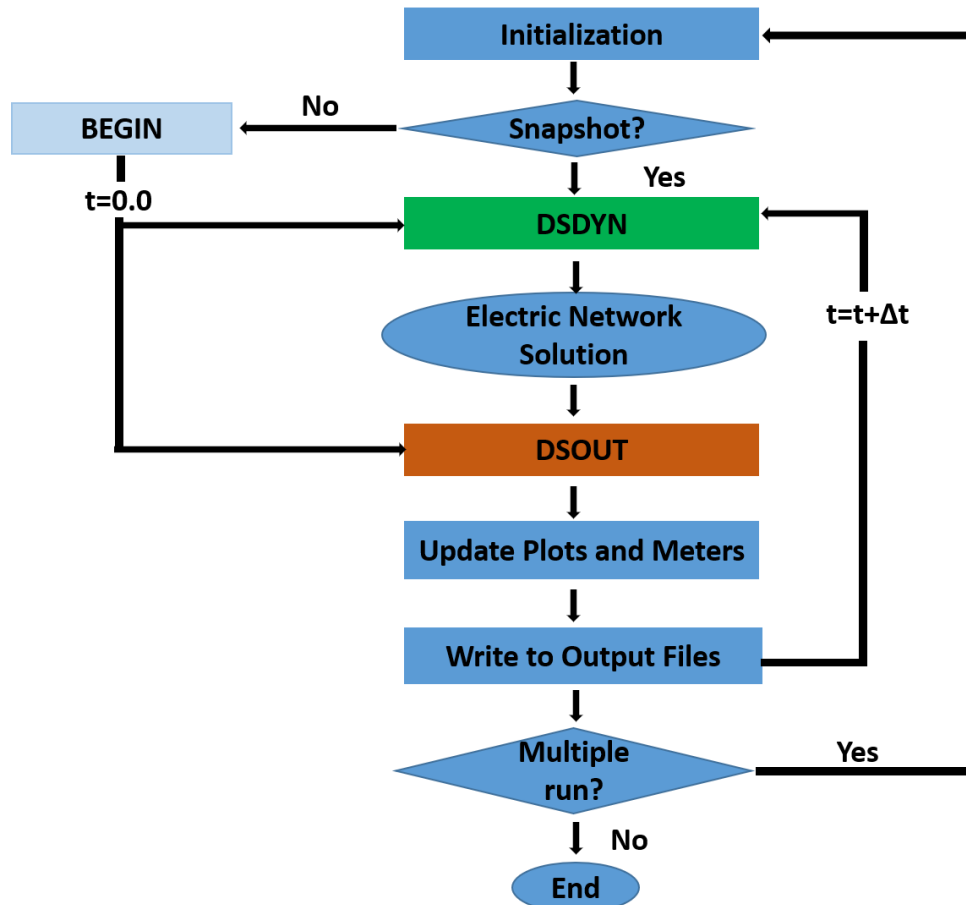 Initialization
No
BEGIN
Snapshot?
Yes
t=0.0
DSDYN
Electric Network
Solution
t=t+Δt
DSOUT
Update Plots and Meters
Write to Output Files
Multiple
run?
Yes
No
End